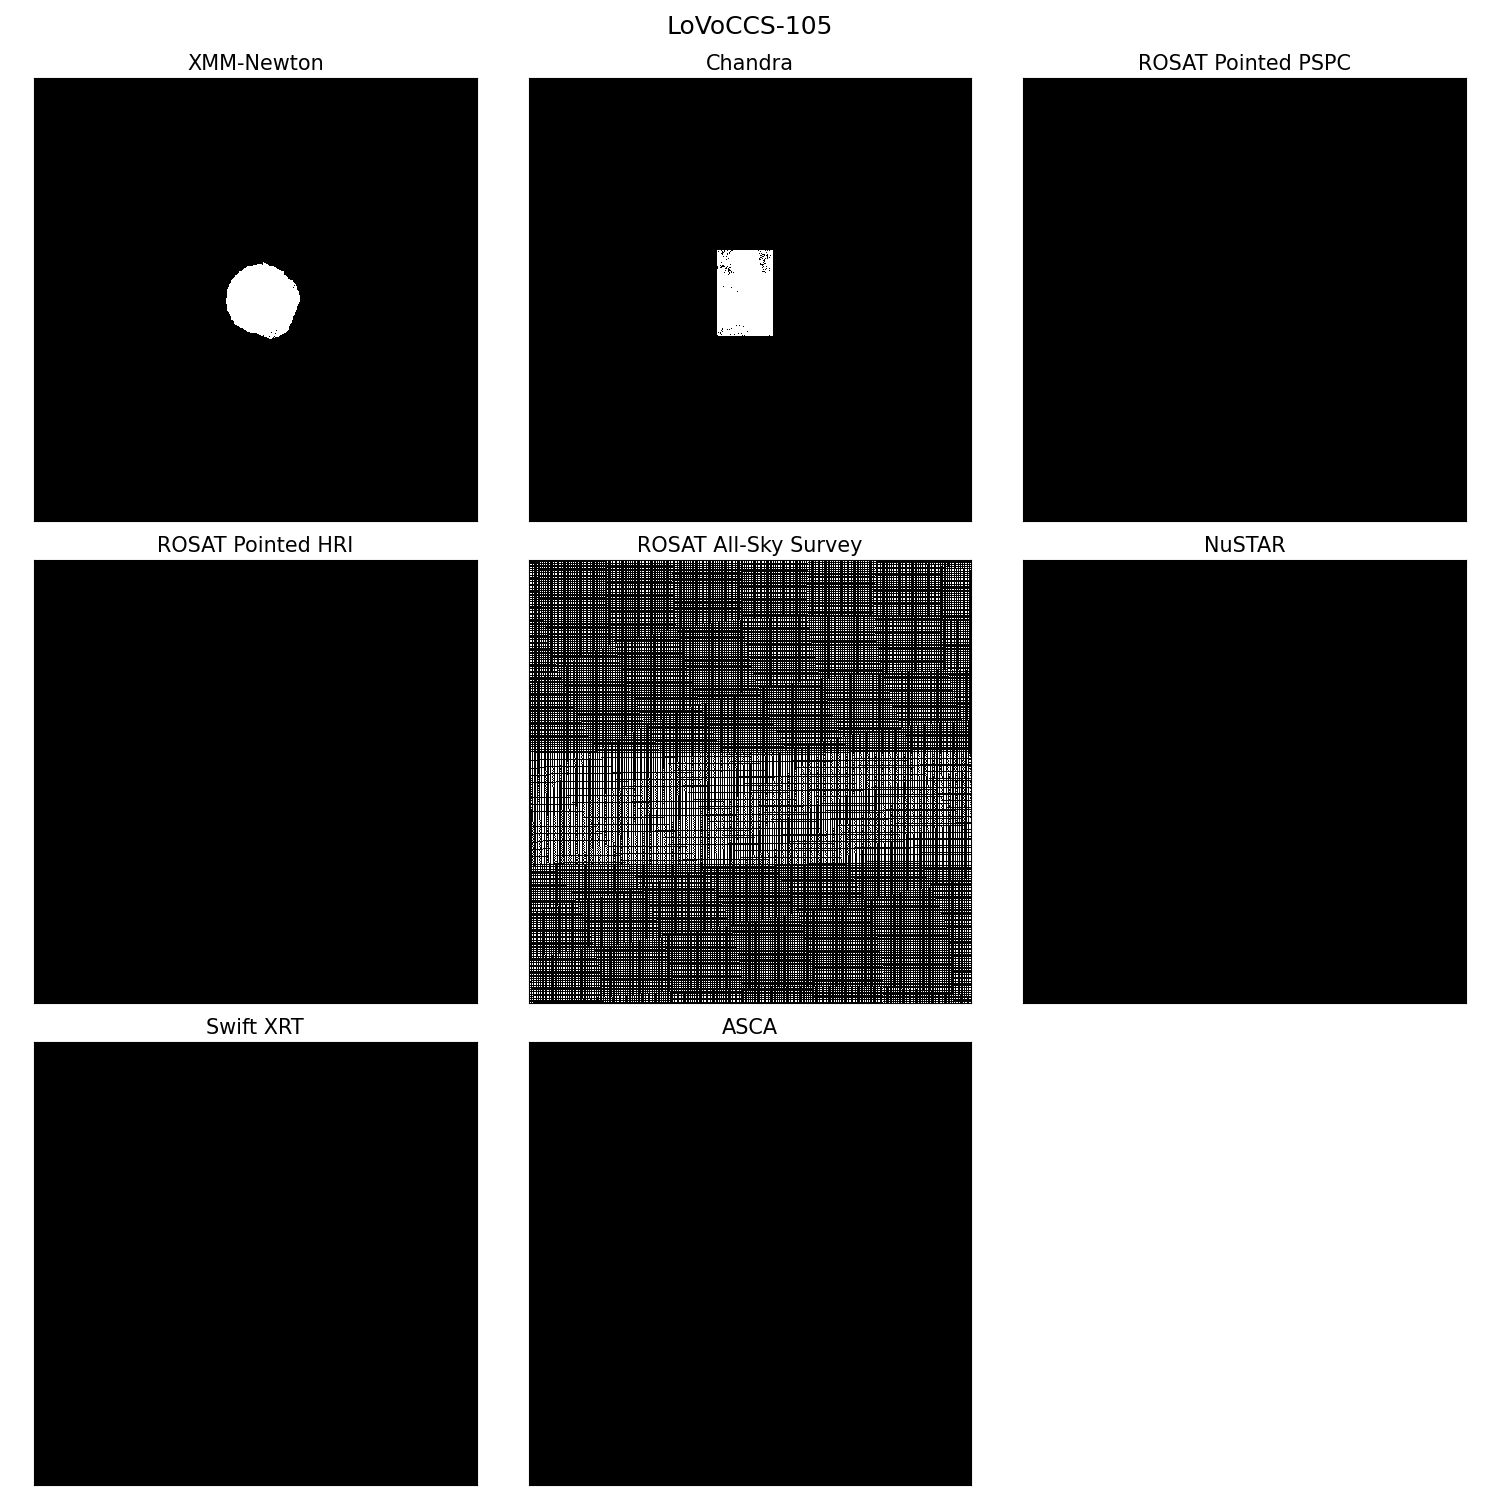 LoVoCCS-105
XMM-Newton
Chandra
ROSAT Pointed PSPC
ROSAT Pointed HRI
ROSAT All-Sky Survey
NuSTAR
Swift XRT
ASCA